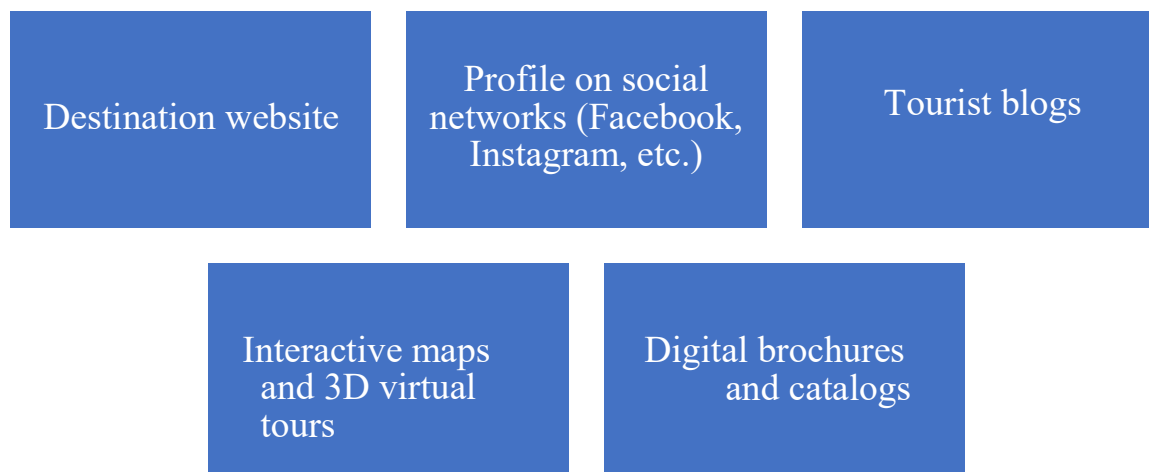 Destination website
Profile on social
networks (Facebook,
Instagram, etc.)
Tourist blogs
Interactive maps
and 3D virtual
tours
Digital brochures
and catalogs